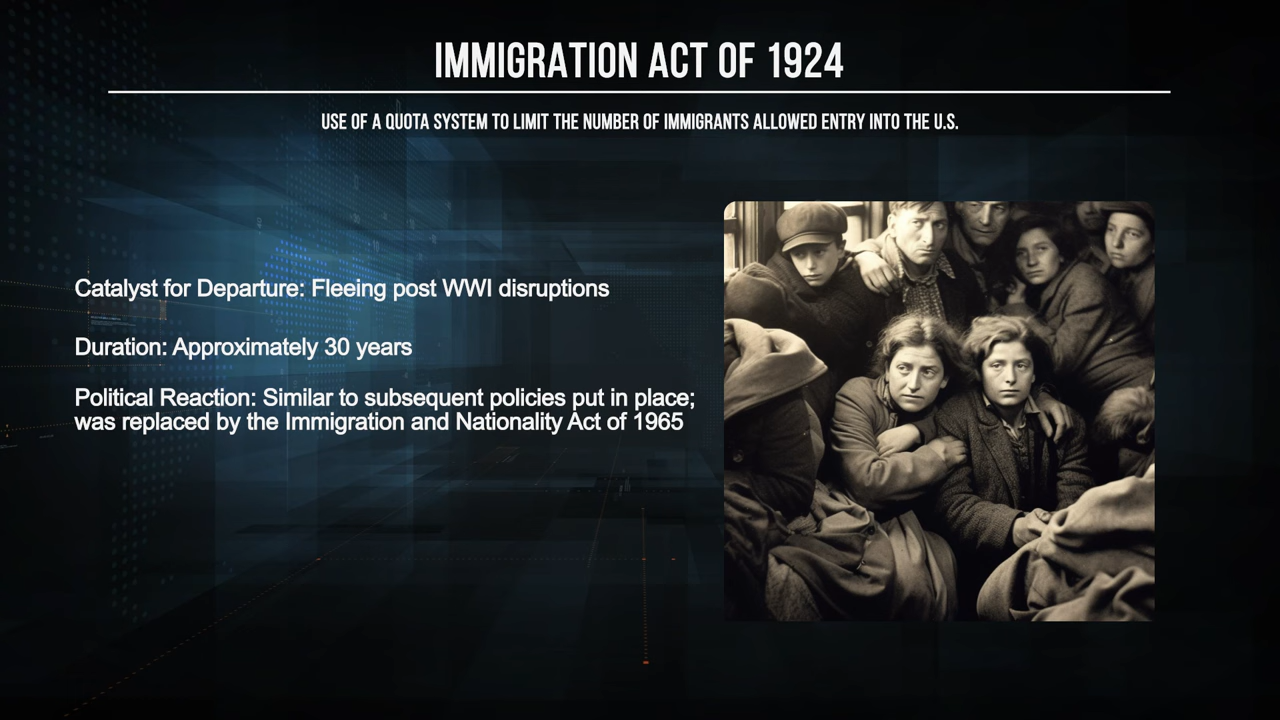 IMMIGRATION ACT OF 1924
USE OF A QUOTA SYSTEM TO LIMIT THE NUMBER OF IMMIGRANTS ALLOWED ENTRY INTO THE U.S.
Catalyst for Departure: Fleeing post WWI disruptions
Duration: Approximately 30 years
Political Reaction: Similar to subsequent policies put in place;
was replaced by the Immigration and Nationality Act of 1965